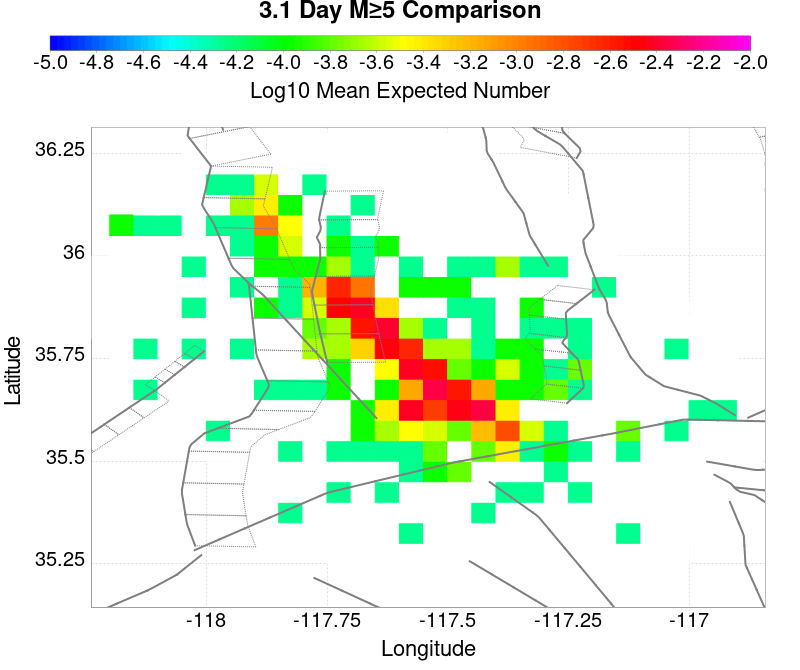 3.1 Day M≥5 Comparison
-5.0 -4.8 -4.6 -4.4 -4.2 -4.0 -3.8 -3.6 -3.4 -3.2 -3.0 -2.8 -2.6 -2.4 -2.2 -2.0
Log10 Mean Expected Number
36.25
36
35.75
35.5
35.25
Latitude
-118 -117.75 -117.5 -117.25 -117
Longitude